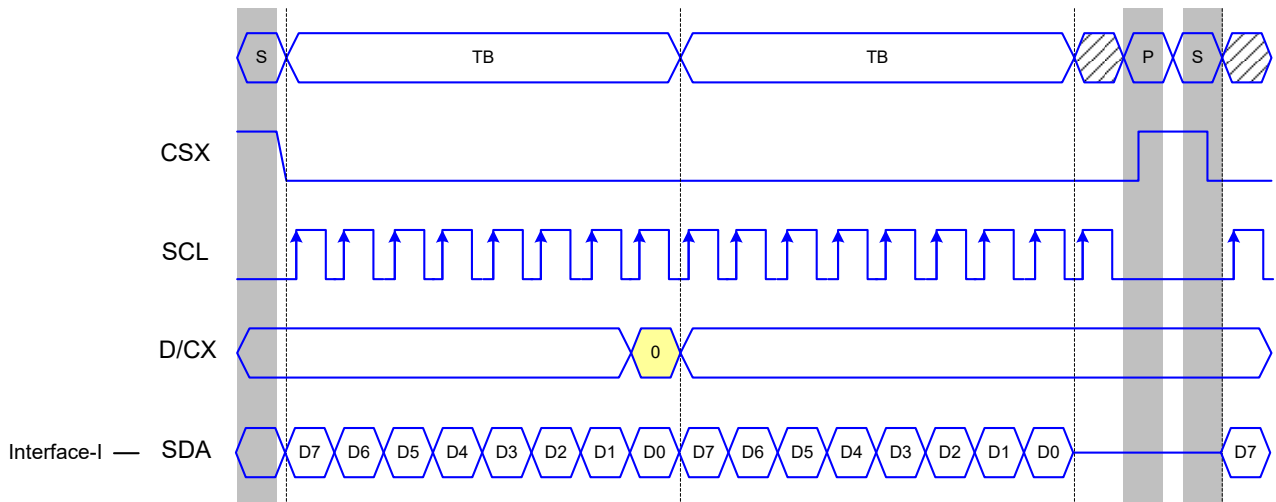 S TB TB P S
CSX
SCL
D/CX 0
Interface-I — SDA D7 D6 D5 D4 D3 D2 D1 D0 D7 D6 D5 D4 D3 D2 D1 D0 D7